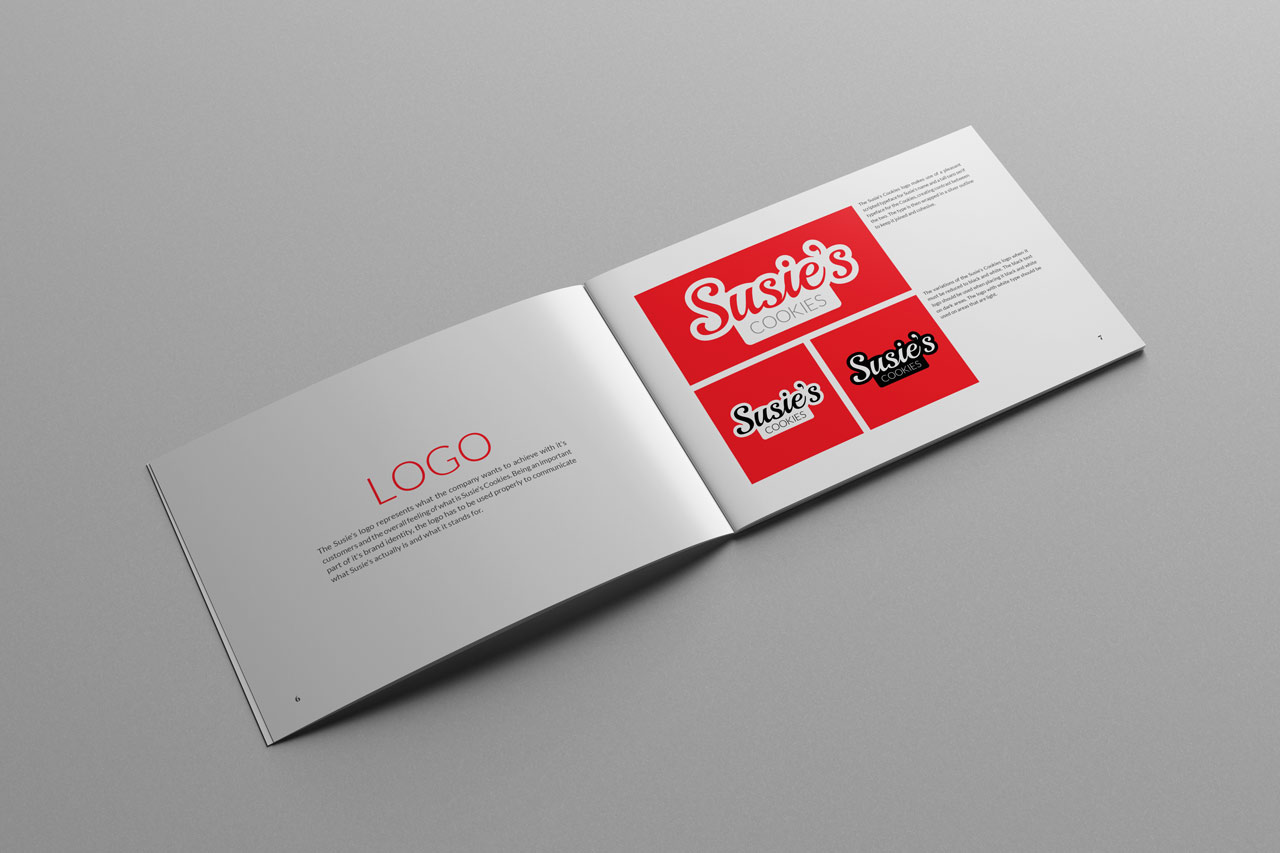 LOGO
The Susie's logo represents what the company wants to achieve with it's
customers and the overall feeling of what is Susie's Cookies. Being an important
part of it's brand identity, the logo has to be used properly to communicate
what Susie's actually is and what it stands for.
6
Susie's
COOKIES
Susie's
COOKIES
Susie's
COOKIES
The Susie's Cookies logo makes use of a pleasant
scripted typeface for Susie's name and a tall sans serif
typeface for the Cookies, creating contrast between
the two. The type is then wrapped in a silver outline
to keep it joined and cohesive.
The variations of the Susie's Cookies logo when it
must be reduced to black and white. The black text
logo should be used when placing it black and white
on dark areas. The logo with white type should be
used on areas that are light.
7